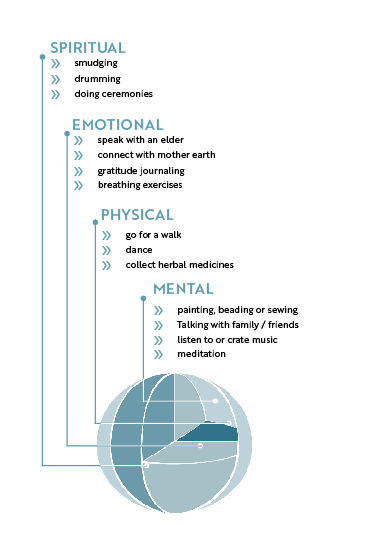 SPIRITUAL
smudging
drumming
doing ceremonies
EMOTIONAL
speak with an elder
connect with mother earth
gratitude journaling
breathing exercises
PHYSICAL
go for a walk
dance
collect herbal medicines
MENTAL
painting, beading or sewing
Talking with family / friends
listen to or crate music
meditation